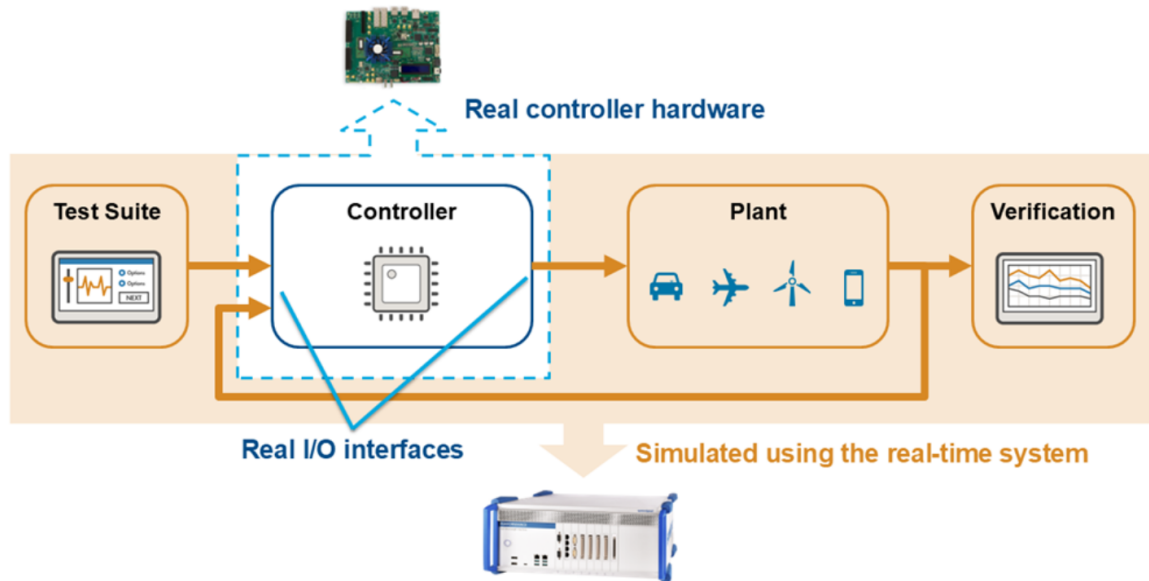 Real controller hardware
Test Suite
Controller
Plant
Verification
Options
Options
NEXT
Real I/O interfaces
Simulated using the real-time system